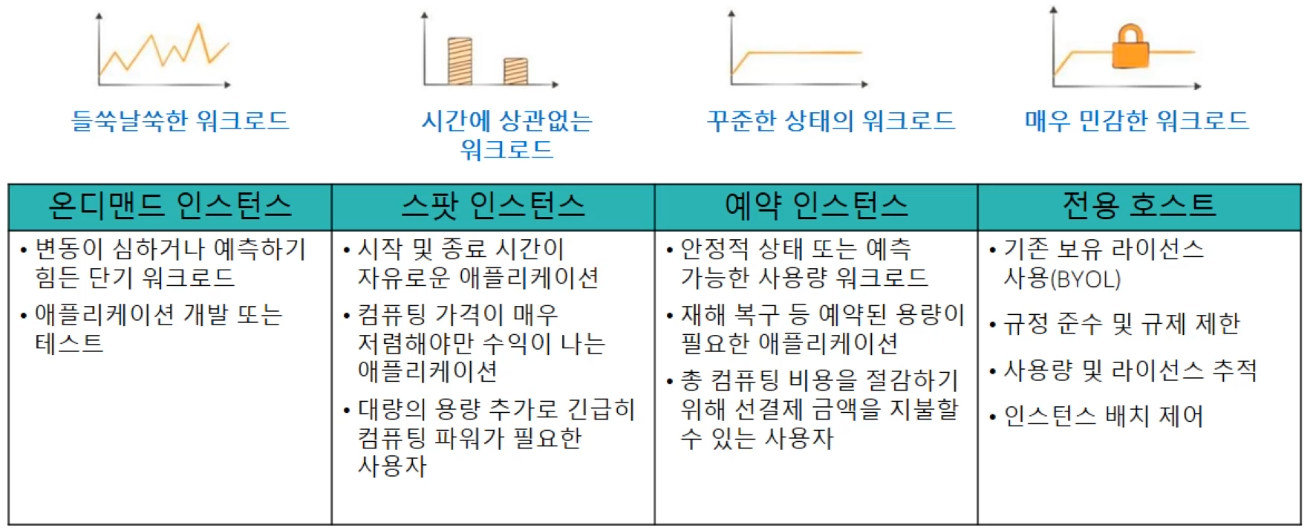 들쑥날쑥한 워크로드
시간에 상관없는
워크로드
꾸준한 상태의 워크로드
매우 민감한 워크로드
온디맨드 인스턴스
• 변동이 심하거나 예측하기
힘든 단기 워크로드
• 애플리케이션 개발 또는
테스트
스팟 인스턴스
• 시작 및 종료 시간이
자유로운 애플리케이션
• 컴퓨팅 가격이 매우
저렴해야만 수익이 나는
애플리케이션
• 대량의 용량 추가로 긴급히
컴퓨팅 파워가 필요한
사용자
예약 인스턴스
• 안정적 상태 또는 예측
가능한 사용량 워크로드
• 재해 복구 등 예약된 용량이
필요한 애플리케이션
• 총 컴퓨팅 비용을 절감하기
위해 선결제 금액을 지불할
수 있는 사용자
전용 호스트
• 기존 보유 라이선스
사용(BYOL)
• 규정 준수 및 규제 제한
• 사용량 및 라이선스 추적
• 인스턴스 배치 제어